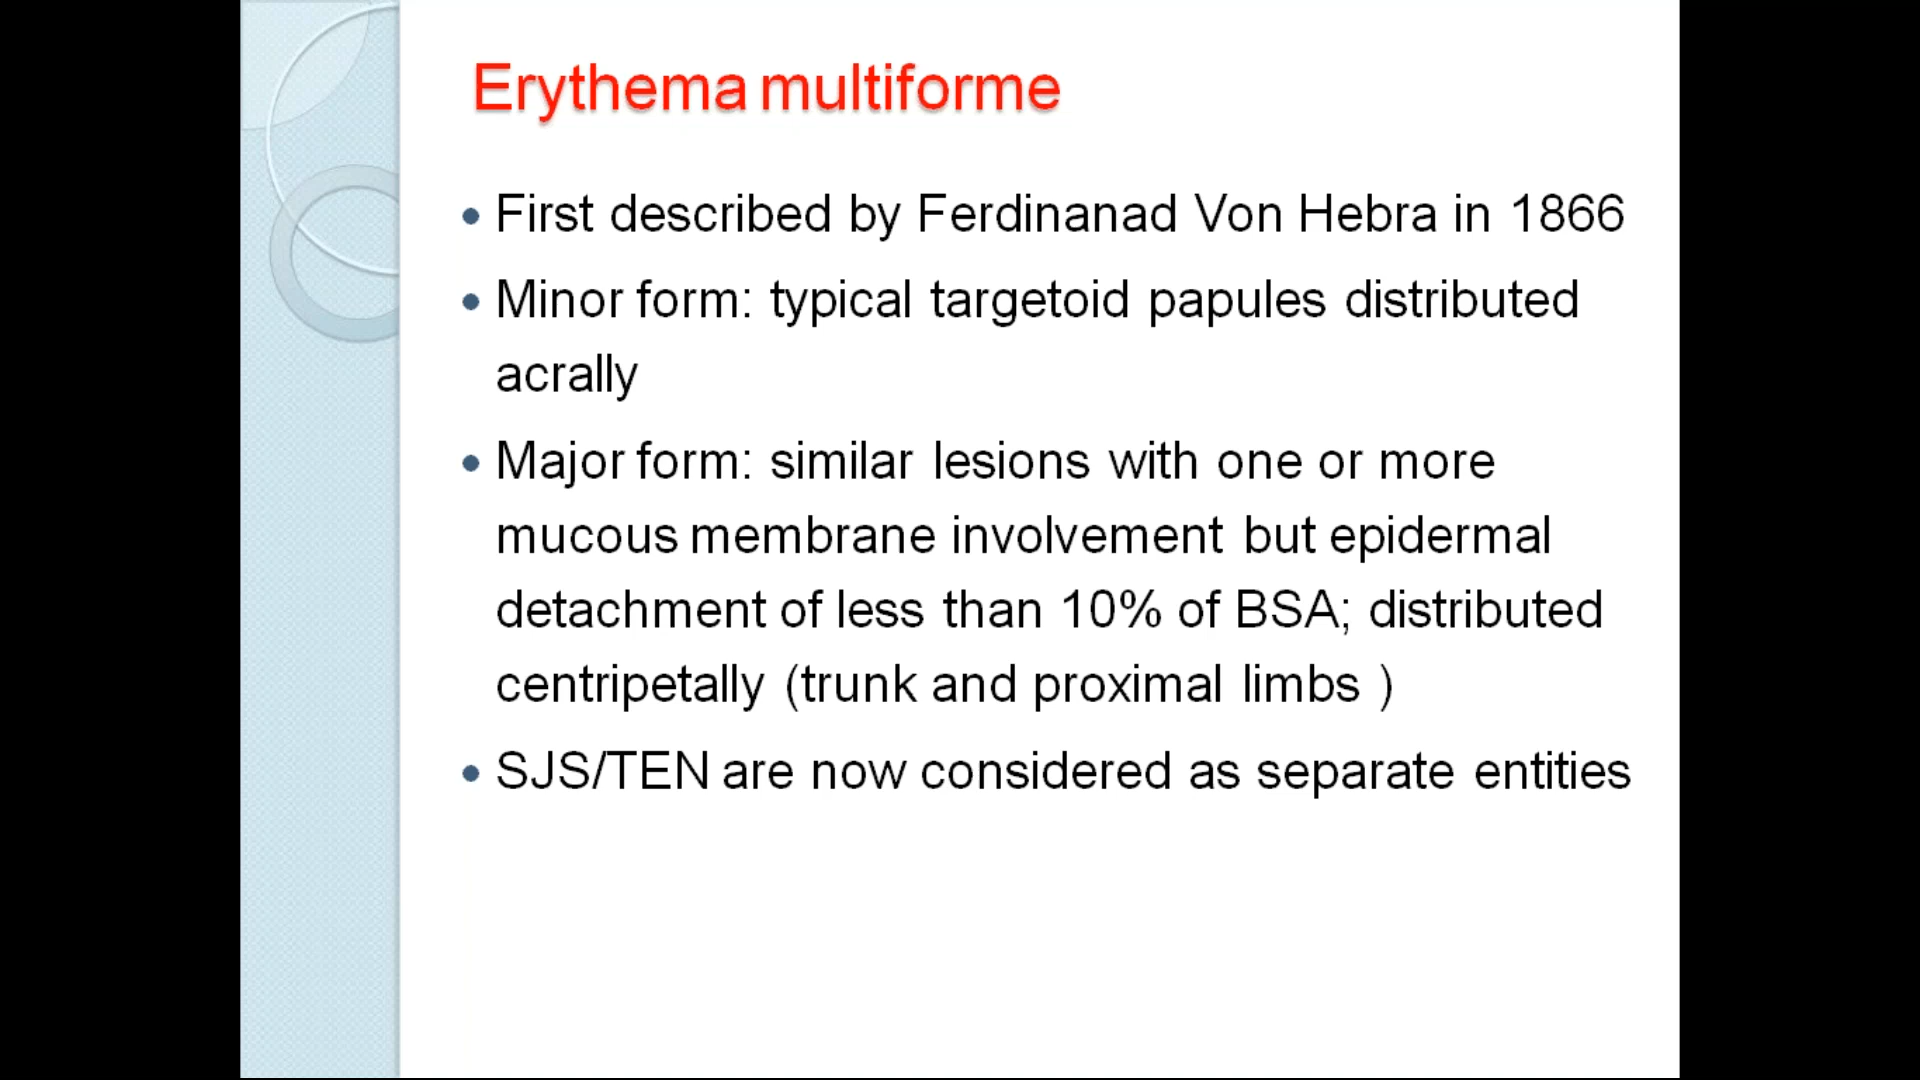 Erythema multiforme
• First described by Ferdinanad Von Hebra in 1866
• Minor form: typical targetoid papules distributed
acrally
• Major form: similar lesions with one or more
mucous membrane involvement but epidermal
detachment of less than 10% of BSA; distributed
centripetally (trunk and proximal limbs )
• SJS/TEN are now considered as separate entities